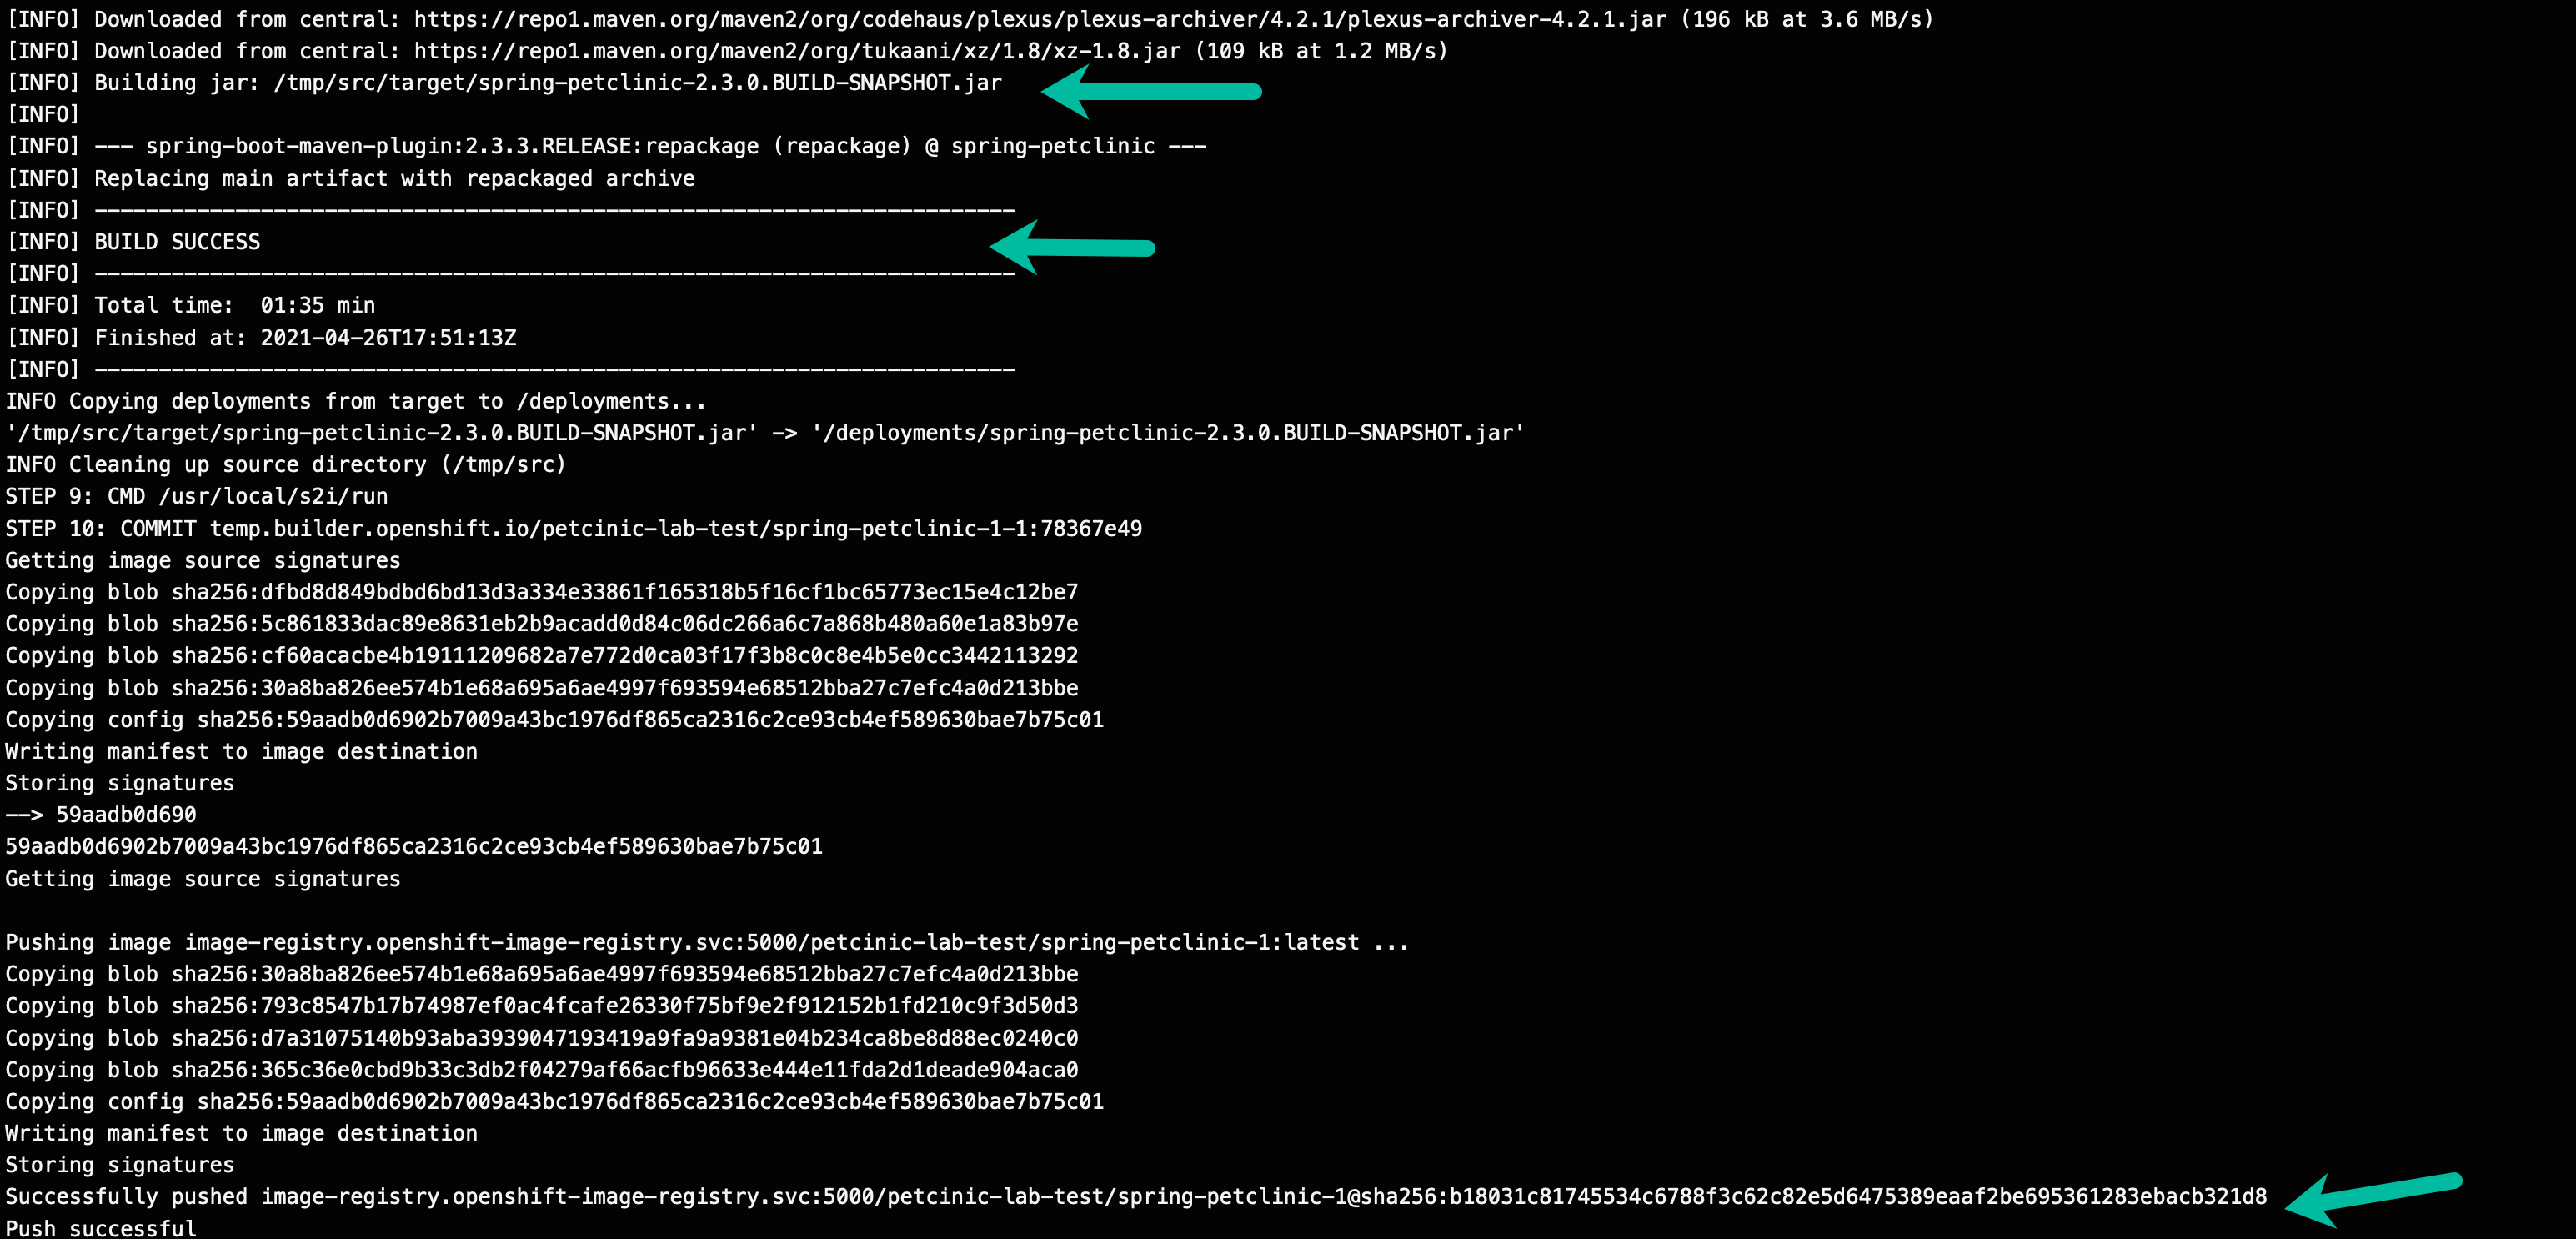 [INFO] Downloaded from central: https://repo1.maven.org/maven2/org/codehaus/plexus/plexus-archiver/4.2.1/plexus-archiver-4.2.1.jar (196 kB at 3.6 MB/s)
[INFO] Downloaded from central: https://repo1.maven.org/maven2/org/tukaani/xz/1.8/xz-1.8.jar (109 kB at 1.2 MB/s)
[INFO] Building jar: /tmp/src/target/spring-petclinic-2.3.0.BUILD-SNAPSHOT.jar
[INFO]
[INFO] --- spring-boot-maven-plugin:2.3.3.RELEASE:repackage (repackage) @ spring-petclinic ---
[INFO] Replacing main artifact with repackaged archive
[INFO] ------------------------------------------------------------------------
[INFO] BUILD SUCCESS
[INFO] ------------------------------------------------------------------------
[INFO] Total time:  01:35 min
[INFO] Finished at: 2021-04-26T17:51:13Z
[INFO] ------------------------------------------------------------------------
INFO Copying deployments from target to /deployments...
'/tmp/src/target/spring-petclinic-2.3.0.BUILD-SNAPSHOT.jar' -> '/deployments/spring-petclinic-2.3.0.BUILD-SNAPSHOT.jar'
INFO Cleaning up source directory (/tmp/src)
STEP 9: CMD /usr/local/s2i/run
STEP 10: COMMIT temp.builder.openshift.io/petcinic-lab-test/spring-petclinic-1-1:78367e49
Getting image source signatures
Copying blob sha256:dfbd8d849bdbd6bd13d3a334e33861f165318b5f16cf1bc65773ec15e4c12be7
Copying blob sha256:5c861833dac89e8631eb2b9acadd0d84c06dc266a6c7a868b480a60e1a83b97e
Copying blob sha256:cf60acacbe4b19111209682a7e772d0ca03f17f3b8c0c8e4b5e0cc3442113292
Copying blob sha256:30a8ba826ee574b1e68a695a6ae4997f693594e68512bba27c7efc4a0d213bbe
Copying config sha256:59aadb0d6902b7009a43bc1976df865ca2316c2ce93cb4ef589630bae7b75c01
Writing manifest to image destination
Storing signatures
--> 59aadb0d690
59aadb0d6902b7009a43bc1976df865ca2316c2ce93cb4ef589630bae7b75c01
Getting image source signatures
Pushing image image-registry.openshift-image-registry.svc:5000/petcinic-lab-test/spring-petclinic-1:latest ...
Copying blob sha256:30a8ba826ee574b1e68a695a6ae4997f693594e68512bba27c7efc4a0d213bbe
Copying blob sha256:793c8547b17b74987ef0ac4fcafe26330f75bf9e2f912152b1fd210c9f3d50d3
Copying blob sha256:d7a31075140b93aba3939047193419a9fa9a9381e04b234ca8be8d88ec0240c0
Copying blob sha256:365c36e0cbd9b33c3db2f04279af66acfb96633e444e11fda2d1deade904aca0
Copying config sha256:59aadb0d6902b7009a43bc1976df865ca2316c2ce93cb4ef589630bae7b75c01
Writing manifest to image destination
Storing signatures
Successfully pushed image-registry.openshift-image-registry.svc:5000/petcinic-lab-test/spring-petclinic-1@sha256:b18031c81745534c6788f3c62c82e5d6475389eaaf2be695361283ebacb321d8
Push successful